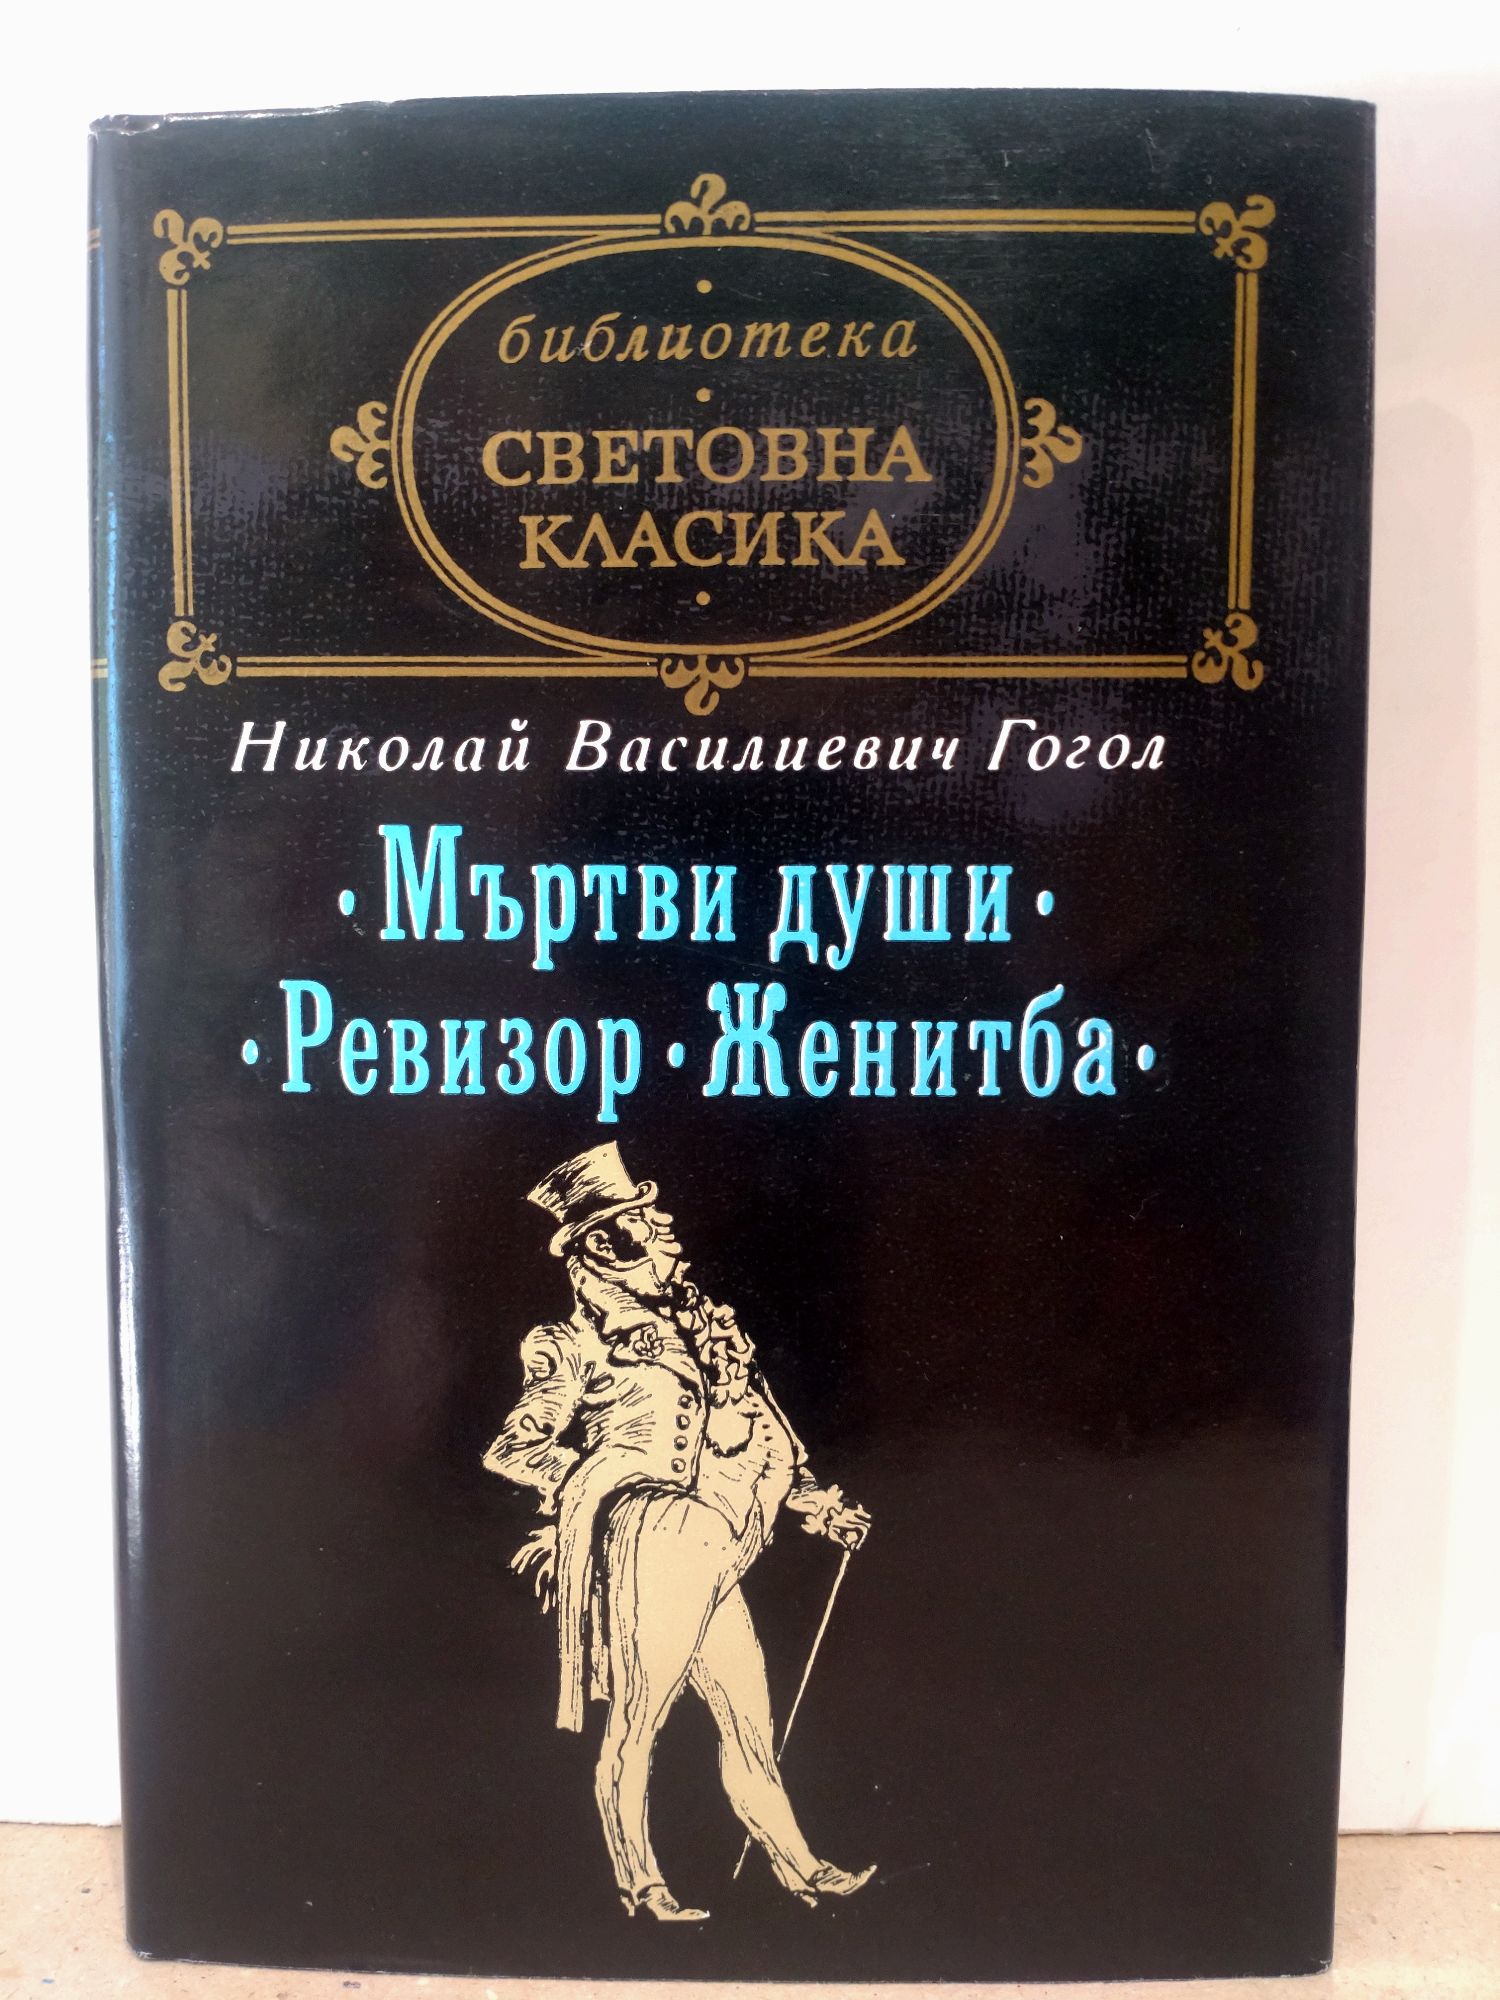 библиотека
СВЕТОВНА
КЛАСИКА
Николай Василиевич Гогол
· Мъртви души ·
· Ревизор · Женитба ·